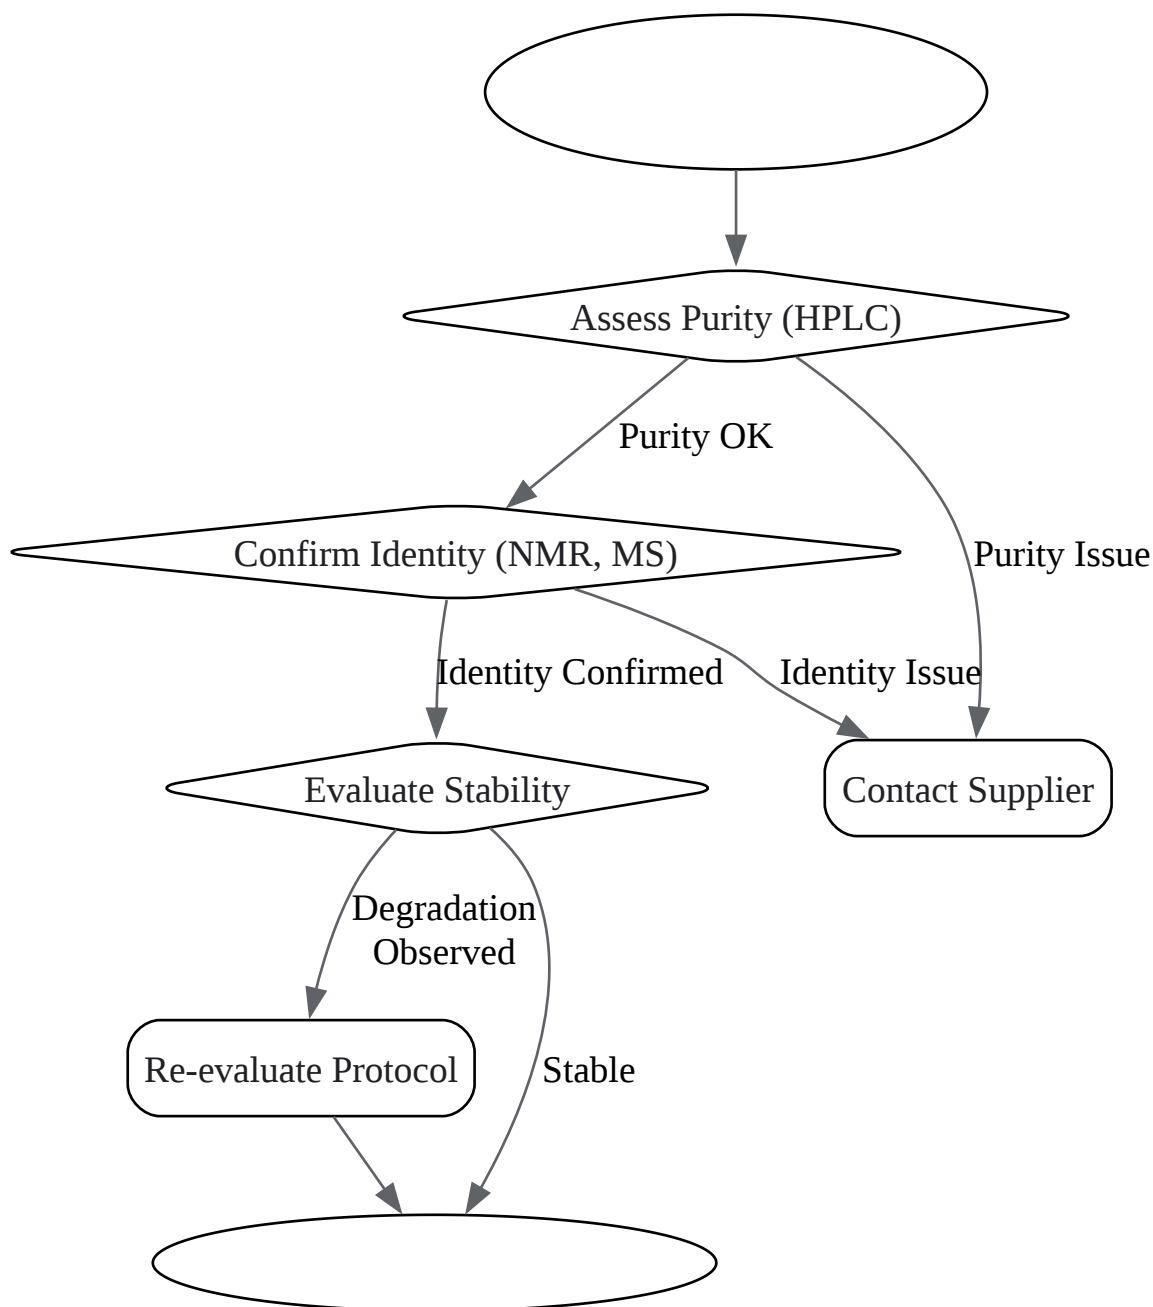 Assess Purity (HPLC)
Purity OK
Confirm Identity (NMR, MS)
Purity Issue
Identity Confirmed
Identity Issue
Evaluate Stability
Contact Supplier
Degradation
Observed
Re-evaluate Protocol
Stable